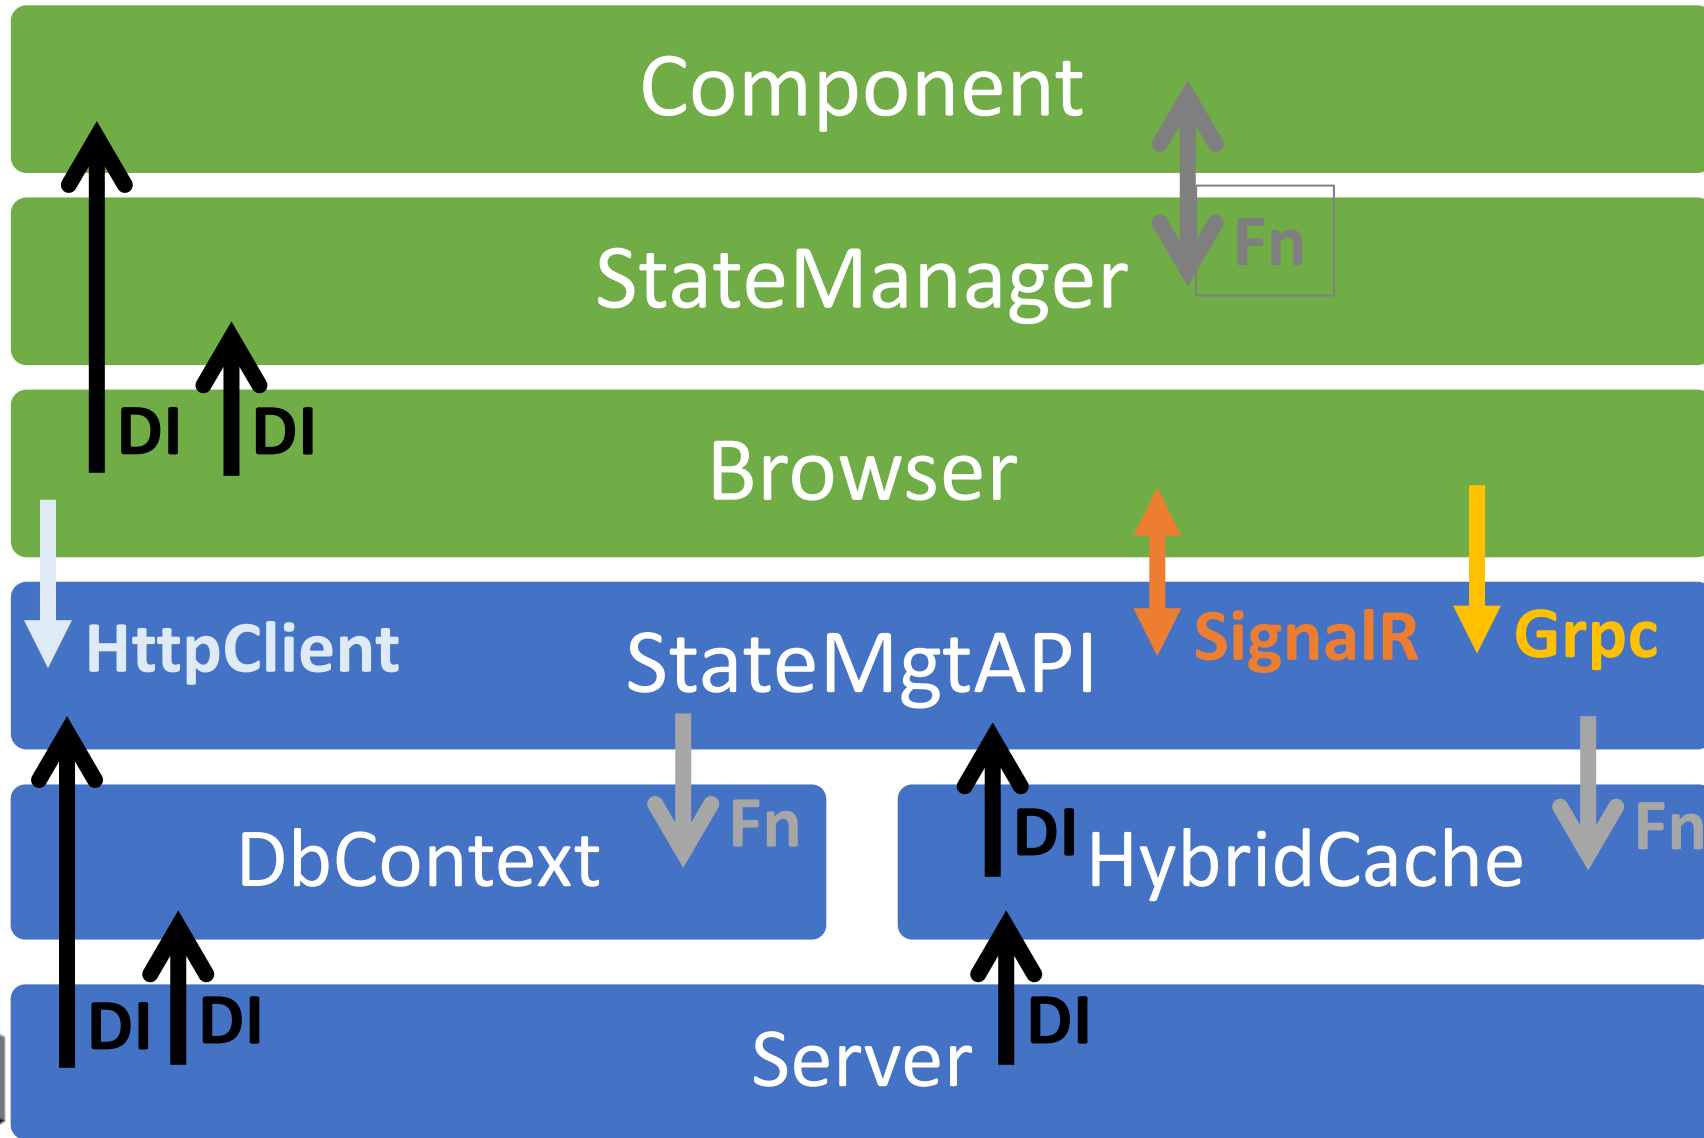 Component
Fn
StateManager
DI
DI
Browser
HttpClient
StateMgtAPI
SignalR
Grpc
DbContext
Fn
DI
HybridCache
Fn
DI
DI
Server
DI